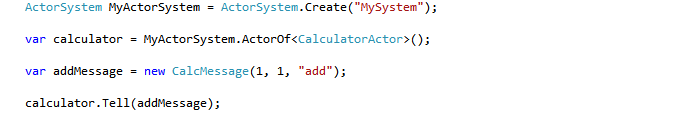 ActorSystem MyActorSystem = ActorSystem.Create("MySystem");
var calculator = MyActorSystem.ActorOf<CalculatorActor>();
var addMessage = new CalcMessage(1, 1, "add");
calculator.Tell(addMessage);